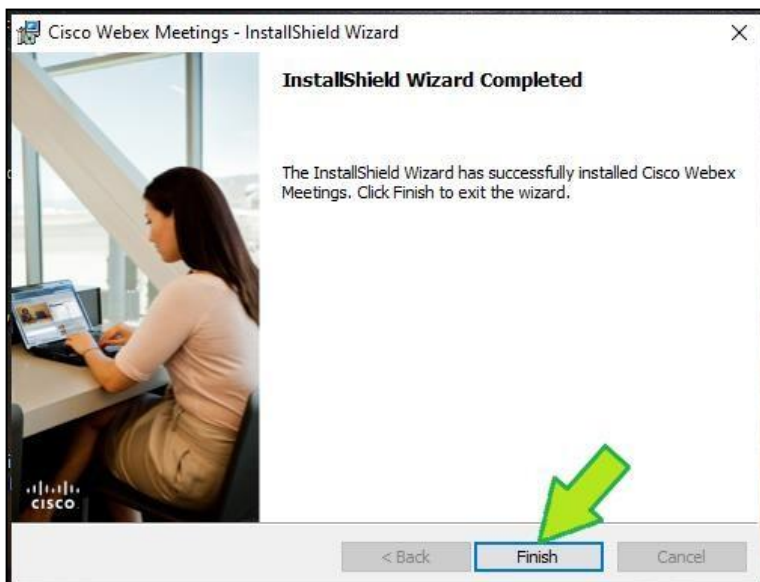 Cisco Webex Meetings - InstallShield Wizard
InstallShield Wizard Completed
The InstallShield Wizard has successfully installed Cisco Webex
Meetings. Click Finish to exit the wizard.
CISCO
< Back
Finish
Cancel